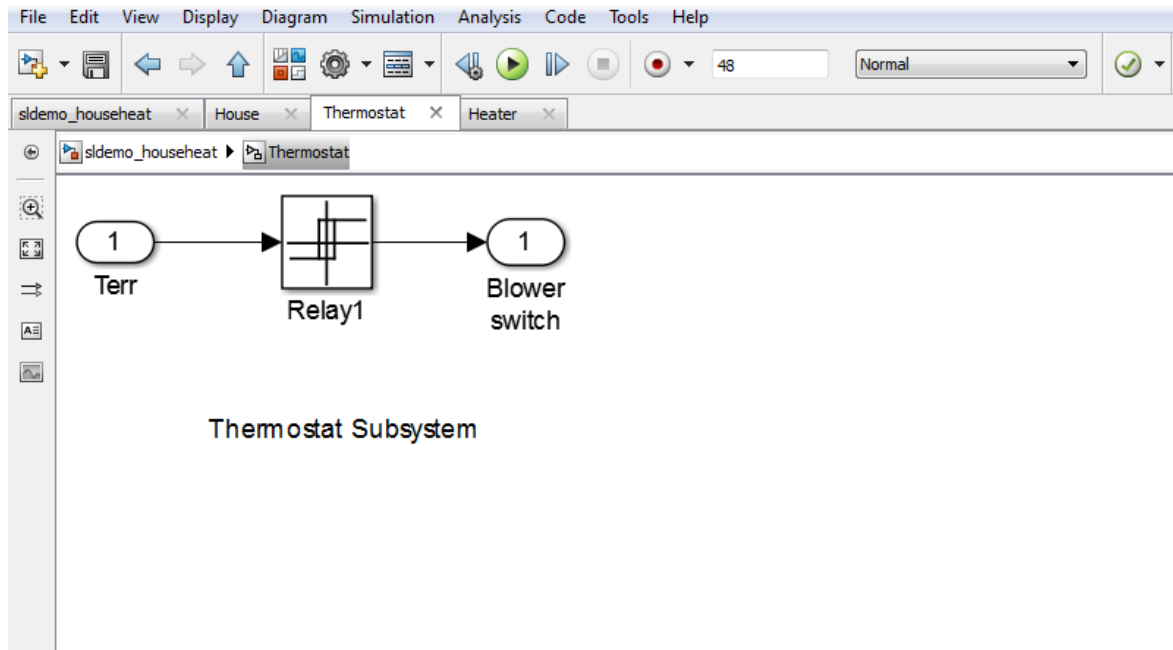 File Edit View Display Diagram Simulation Analysis Code Tools Help
48 Normal
sldemo_househeat House Thermostat Heater
sldemo_househeat Thermostat
1 1
Terr Relay1 Blower
switch
Thermostat Subsystem